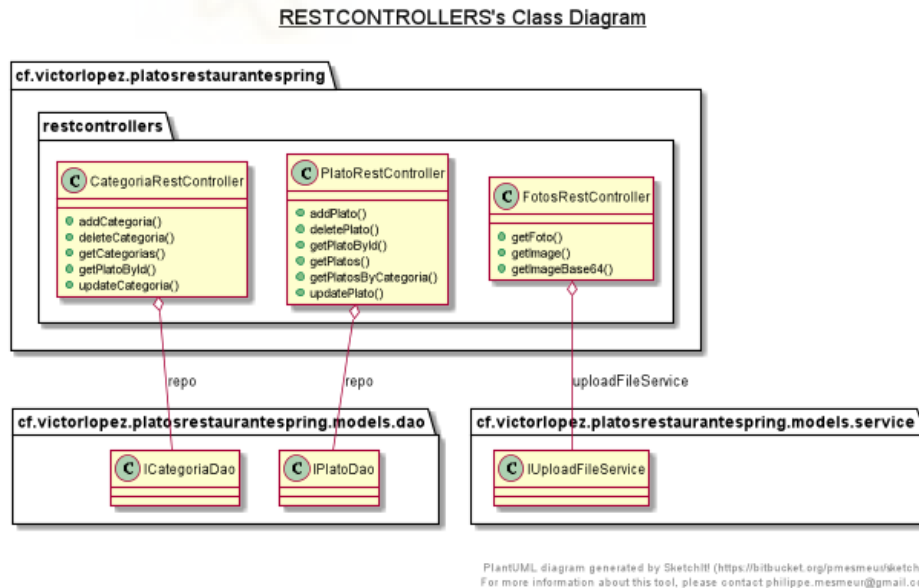 RESTCONTROLLERS's Class Diagram
cf.victorlopez.platosrestaurantespring
restcontrollers
C CategoriaRestController
addCategoria()
deleteCategoria()
getCategorias()
getPlatoById()
updateCategoria()
C PlatoRestController
addPlato()
deletePlato()
getPlatoById()
getPlatos()
getPlatosByCategoria()
updatePlato()
C FotosRestController
getFoto()
getImage()
getImageBase64()
repo
repo
uploadFileService
cf.victorlopez.platosrestaurantespring.models.dao
C ICategoriaDao
C IPlatoDao
cf.victorlopez.platosrestaurantespring.models.service
C IUploadFileService
PlantUML diagram generated by SketchIt! (https://bitbucket.org/pmesmeur/sketch
For more information about this tool, please contact philippe.mesmeur@gmail.co